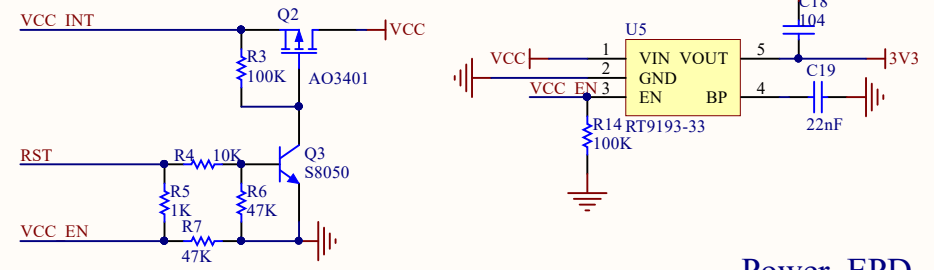 VCC_INT
Q2
VCC
R3
100K
AO3401
RST
R4 10K
Q3
S8050
R5
1K
R6
47K
VCC_EN
R7
47K
C18
104
U5
VCC
1
VIN VOUT
5
3V3
2
GND
VCC_EN
3
EN BP
4
C19
22nF
R14
100K
RT9193-33
Power_EPD